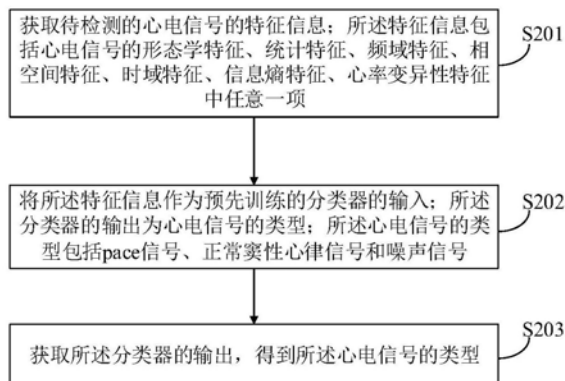 获取待检测的心电信号的特征信息；所述特征信息包
括心电信号的形态学特征、统计特征、频域特征、相
空间特征、时域特征、信息熵特征、心率变异性特征
中任意一项
S201
将所述特征信息作为预先训练的分类器的输入；所述
分类器的输出为心电信号的类型；所述心电信号的类
型包括pace信号、正常窦性心律信号和噪声信号
S202
获取所述分类器的输出，得到所述心电信号的类型
S203